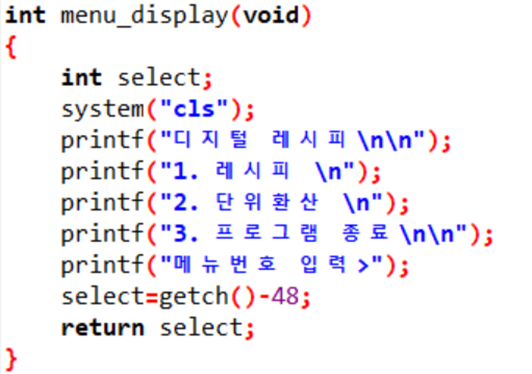 int menu_display(void)
{
    int select;
    system("cls");
    printf("디지털 레시피\n\n");
    printf("1. 레시피 \n");
    printf("2. 단위환산 \n");
    printf("3. 프로그램 종료\n\n");
    printf("메뉴번호 입력>");
    select=getch()-48;
    return select;
}